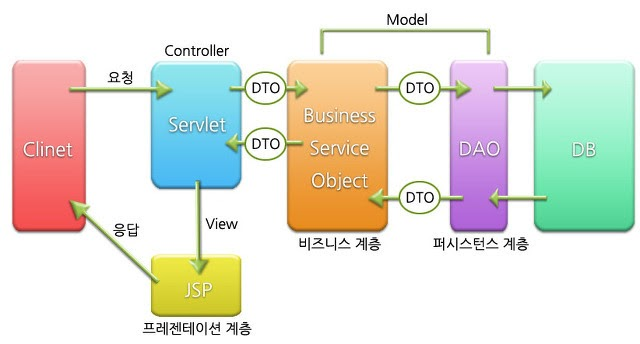 Model
Controller
요청
DTO
DTO
Clinet
Servlet
Business
Service
Object
DAO
DB
DTO
DTO
응답
View
비즈니스 계층
퍼시스턴스 계층
JSP
프레젠테이션 계층